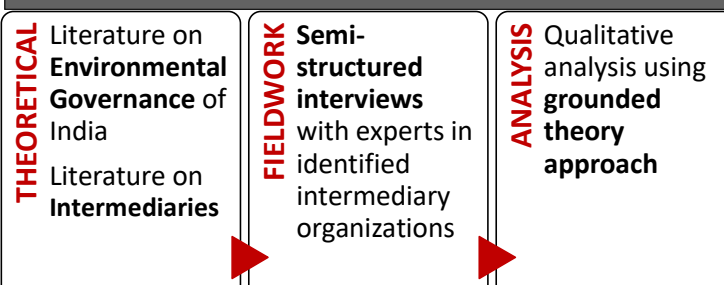 THEORETICAL
Literature on
Environmental
Governance of
India
Literature on
Intermediaries
FIELDWORK
Semi-
structured
interviews
with experts in
identified
intermediary
organizations
ANALYSIS
Qualitative
analysis using
grounded
theory
approach